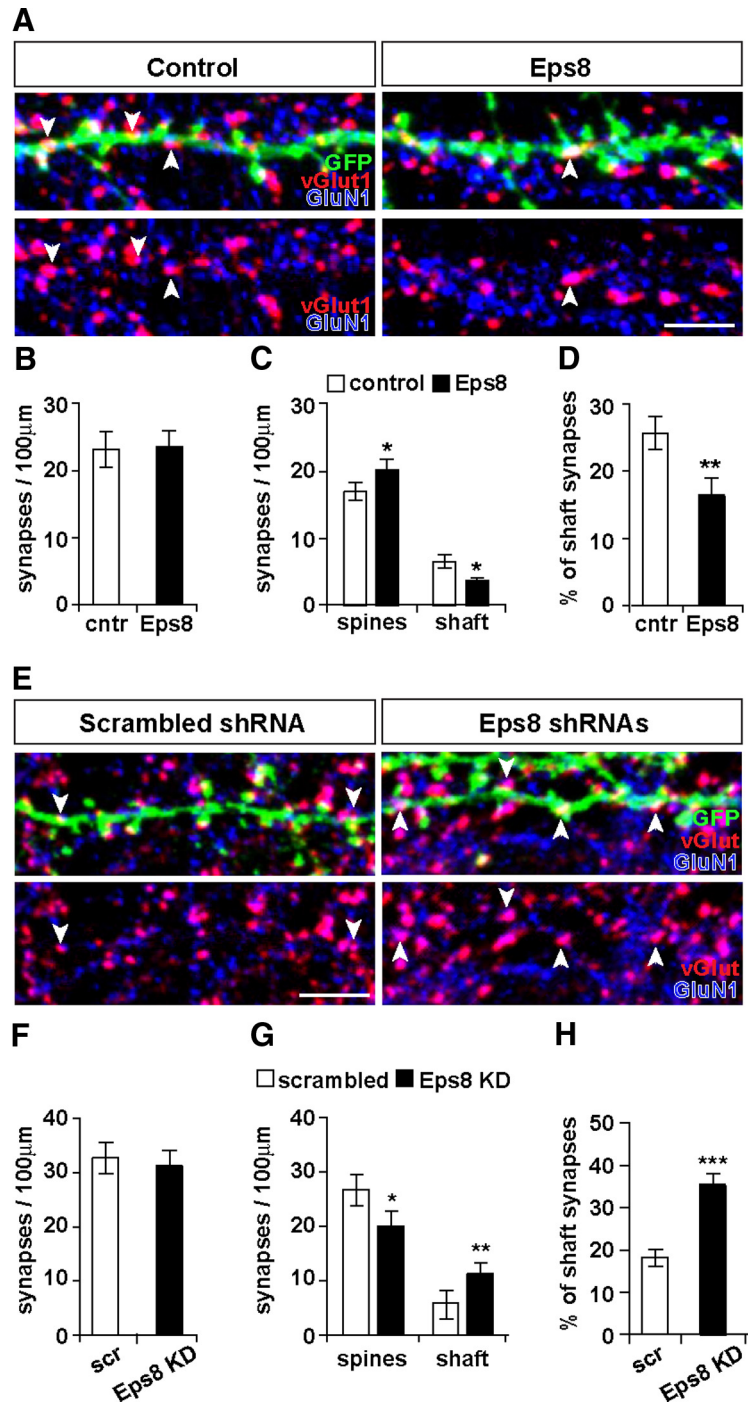 A
Control
Eps8
GFP
vGlut1
GluN1
vGlut1
GluN1
B
C
D
control Eps8
synapses / 100µm
30
20
10
0
cntr Eps8
synapses / 100µm
30
20
10
0
*
*
spines shaft
% of shaft synapses
30
20
10
0
**
cntr Eps8
E
Scrambled shRNA
Eps8 shRNAs
GFP
vGlut
GluN1
vGlut
GluN1
F
G
H
scrambled Eps8 KD
synapses / 100µm
40
30
20
10
0
scr
Eps8 KD
synapses / 100µm
40
30
20
10
0
*
**
spines shaft
% of shaft synapses
50
40
30
20
10
0
***
scr
Eps8 KD